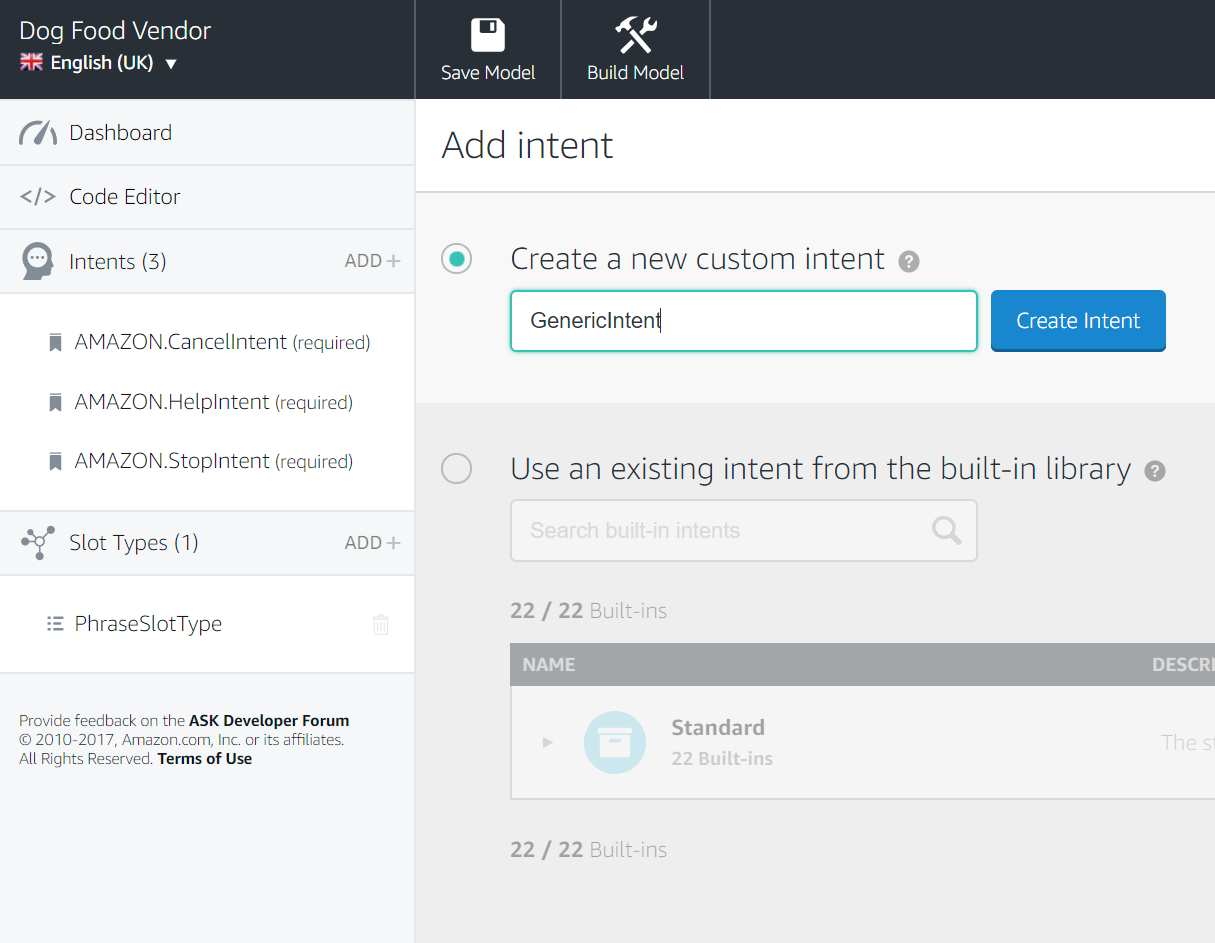 Dog Food Vendor
English (UK) ▼
Save Model
Build Model
Dashboard
</> Code Editor
Intents (3) ADD +
AMAZON.CancelIntent (required)
AMAZON.HelpIntent (required)
AMAZON.StopIntent (required)
Slot Types (1) ADD +
PhraseSlotType
Provide feedback on the ASK Developer Forum
© 2010-2017, Amazon.com, Inc. or its affiliates.
All Rights Reserved. Terms of Use
Add intent
Create a new custom intent ?
GenericIntent
Create Intent
Use an existing intent from the built-in library ?
Search built-in intents
22 / 22 Built-ins
NAME
Standard
22 Built-ins
The
22 / 22 Built-ins